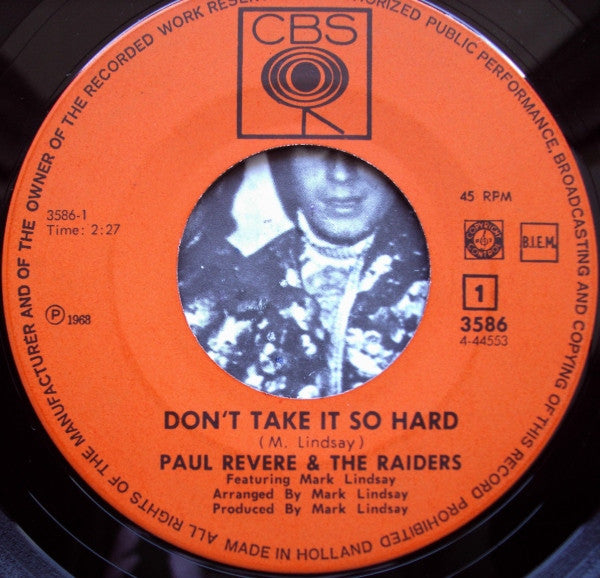 ALL RIGHTS OF THE MANUFACTURER AND OF THE OWNER OF THE RECORDED WORK RESERVED
AUTHORIZED PUBLIC PERFORMANCE, BROADCASTING AND COPYING OF THIS RECORD PROHIBITED
CBS
3586-1
Time: 2:27
45 RPM
B.I.E.M.
1
3586
4-44553
℗ 1968
DON'T TAKE IT SO HARD
(M. Lindsay)
PAUL REVERE & THE RAIDERS
Featuring Mark Lindsay
Arranged By Mark Lindsay
Produced By Mark Lindsay
MADE IN HOLLAND